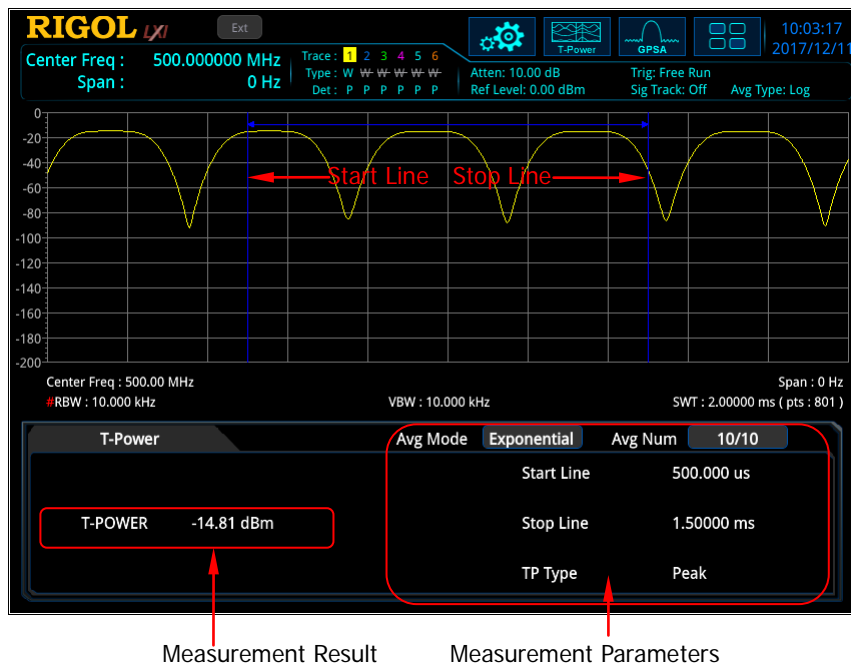 RIGOL LXI Ext T-Power GPSA 10:03:17
2017/12/11
Center Freq : 500.000000 MHz
Span : 0 Hz
Trace : 1 2 3 4 5 6
Type : W W W W W W
Det : P P P P P P
Atten: 10.00 dB
Ref Level: 0.00 dBm
Trig: Free Run
Sig Track: Off Avg Type: Log
0
-20
-40
-60
-80
-100
-120
-140
-160
-180
-200
Start Line Stop Line
Center Freq : 500.00 MHz Span : 0 Hz
#RBW : 10.000 kHz VBW : 10.000 kHz SWT : 2.00000 ms ( pts : 801 )
T-Power Avg Mode Exponential Avg Num 10/10
Start Line 500.000 us
T-POWER -14.81 dBm
Stop Line 1.50000 ms
TP Type Peak
Measurement Result Measurement Parameters